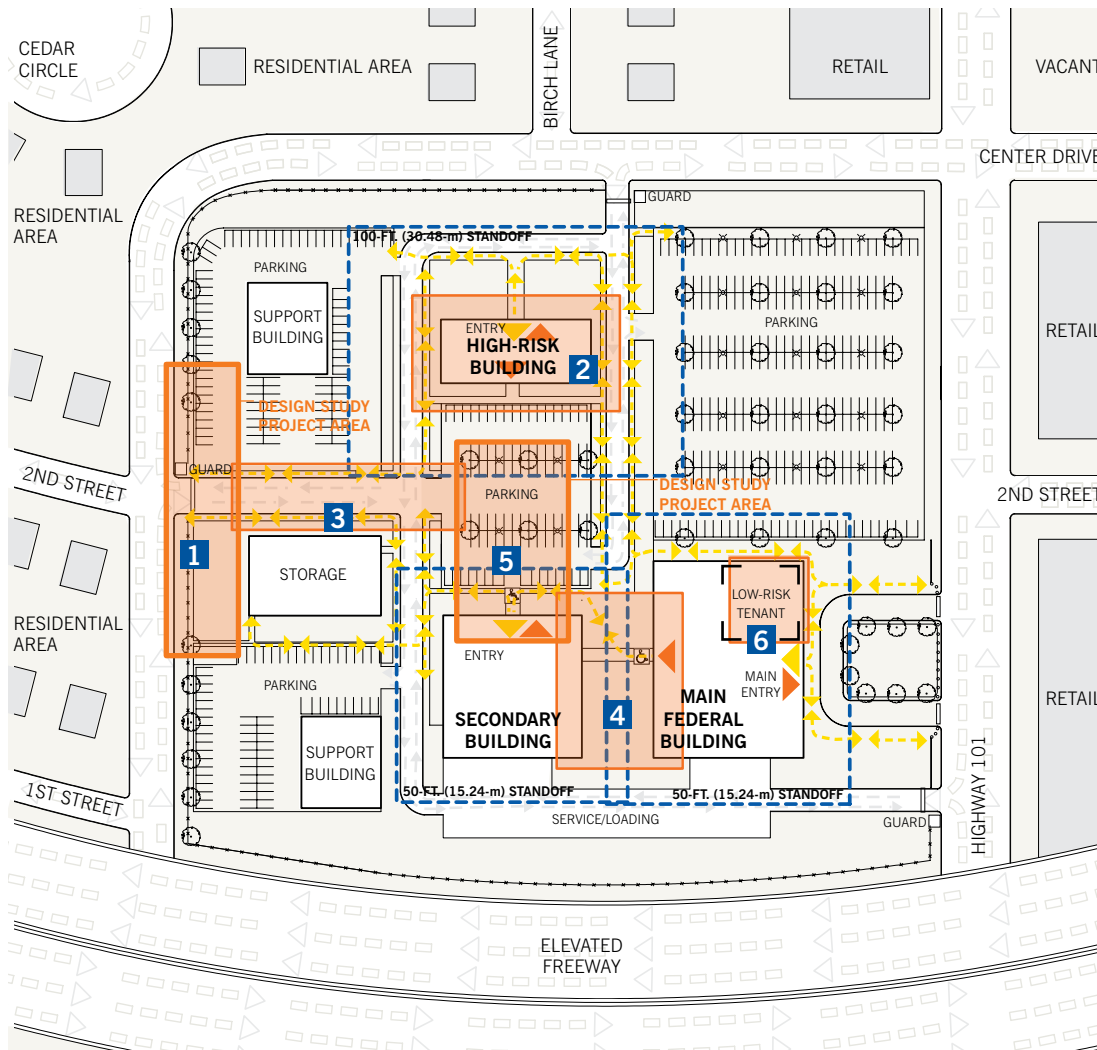 CEDAR
CIRCLE
RESIDENTIAL AREA
BIRCH LANE
RETAIL
VACANT
CENTER DRIVE
RESIDENTIAL
AREA
GUARD
100-FT. (30.48-m) STANDOFF
PARKING
SUPPORT
BUILDING
ENTRY
HIGH-RISK
BUILDING
2
PARKING
RETAIL
DESIGN STUDY
PROJECT AREA
GUARD
2ND STREET
PARKING
DESIGN STUDY
PROJECT AREA
2ND STREET
3
1
5
STORAGE
LOW-RISK
TENANT
6
RESIDENTIAL
AREA
ENTRY
MAIN
ENTRY
PARKING
RETAIL
SECONDARY
BUILDING
4
MAIN
FEDERAL
BUILDING
SUPPORT
BUILDING
1ST STREET
50-FT. (15.24-m) STANDOFF
50-FT. (15.24-m) STANDOFF
SERVICE/LOADING
GUARD
HIGHWAY 101
ELEVATED
FREEWAY